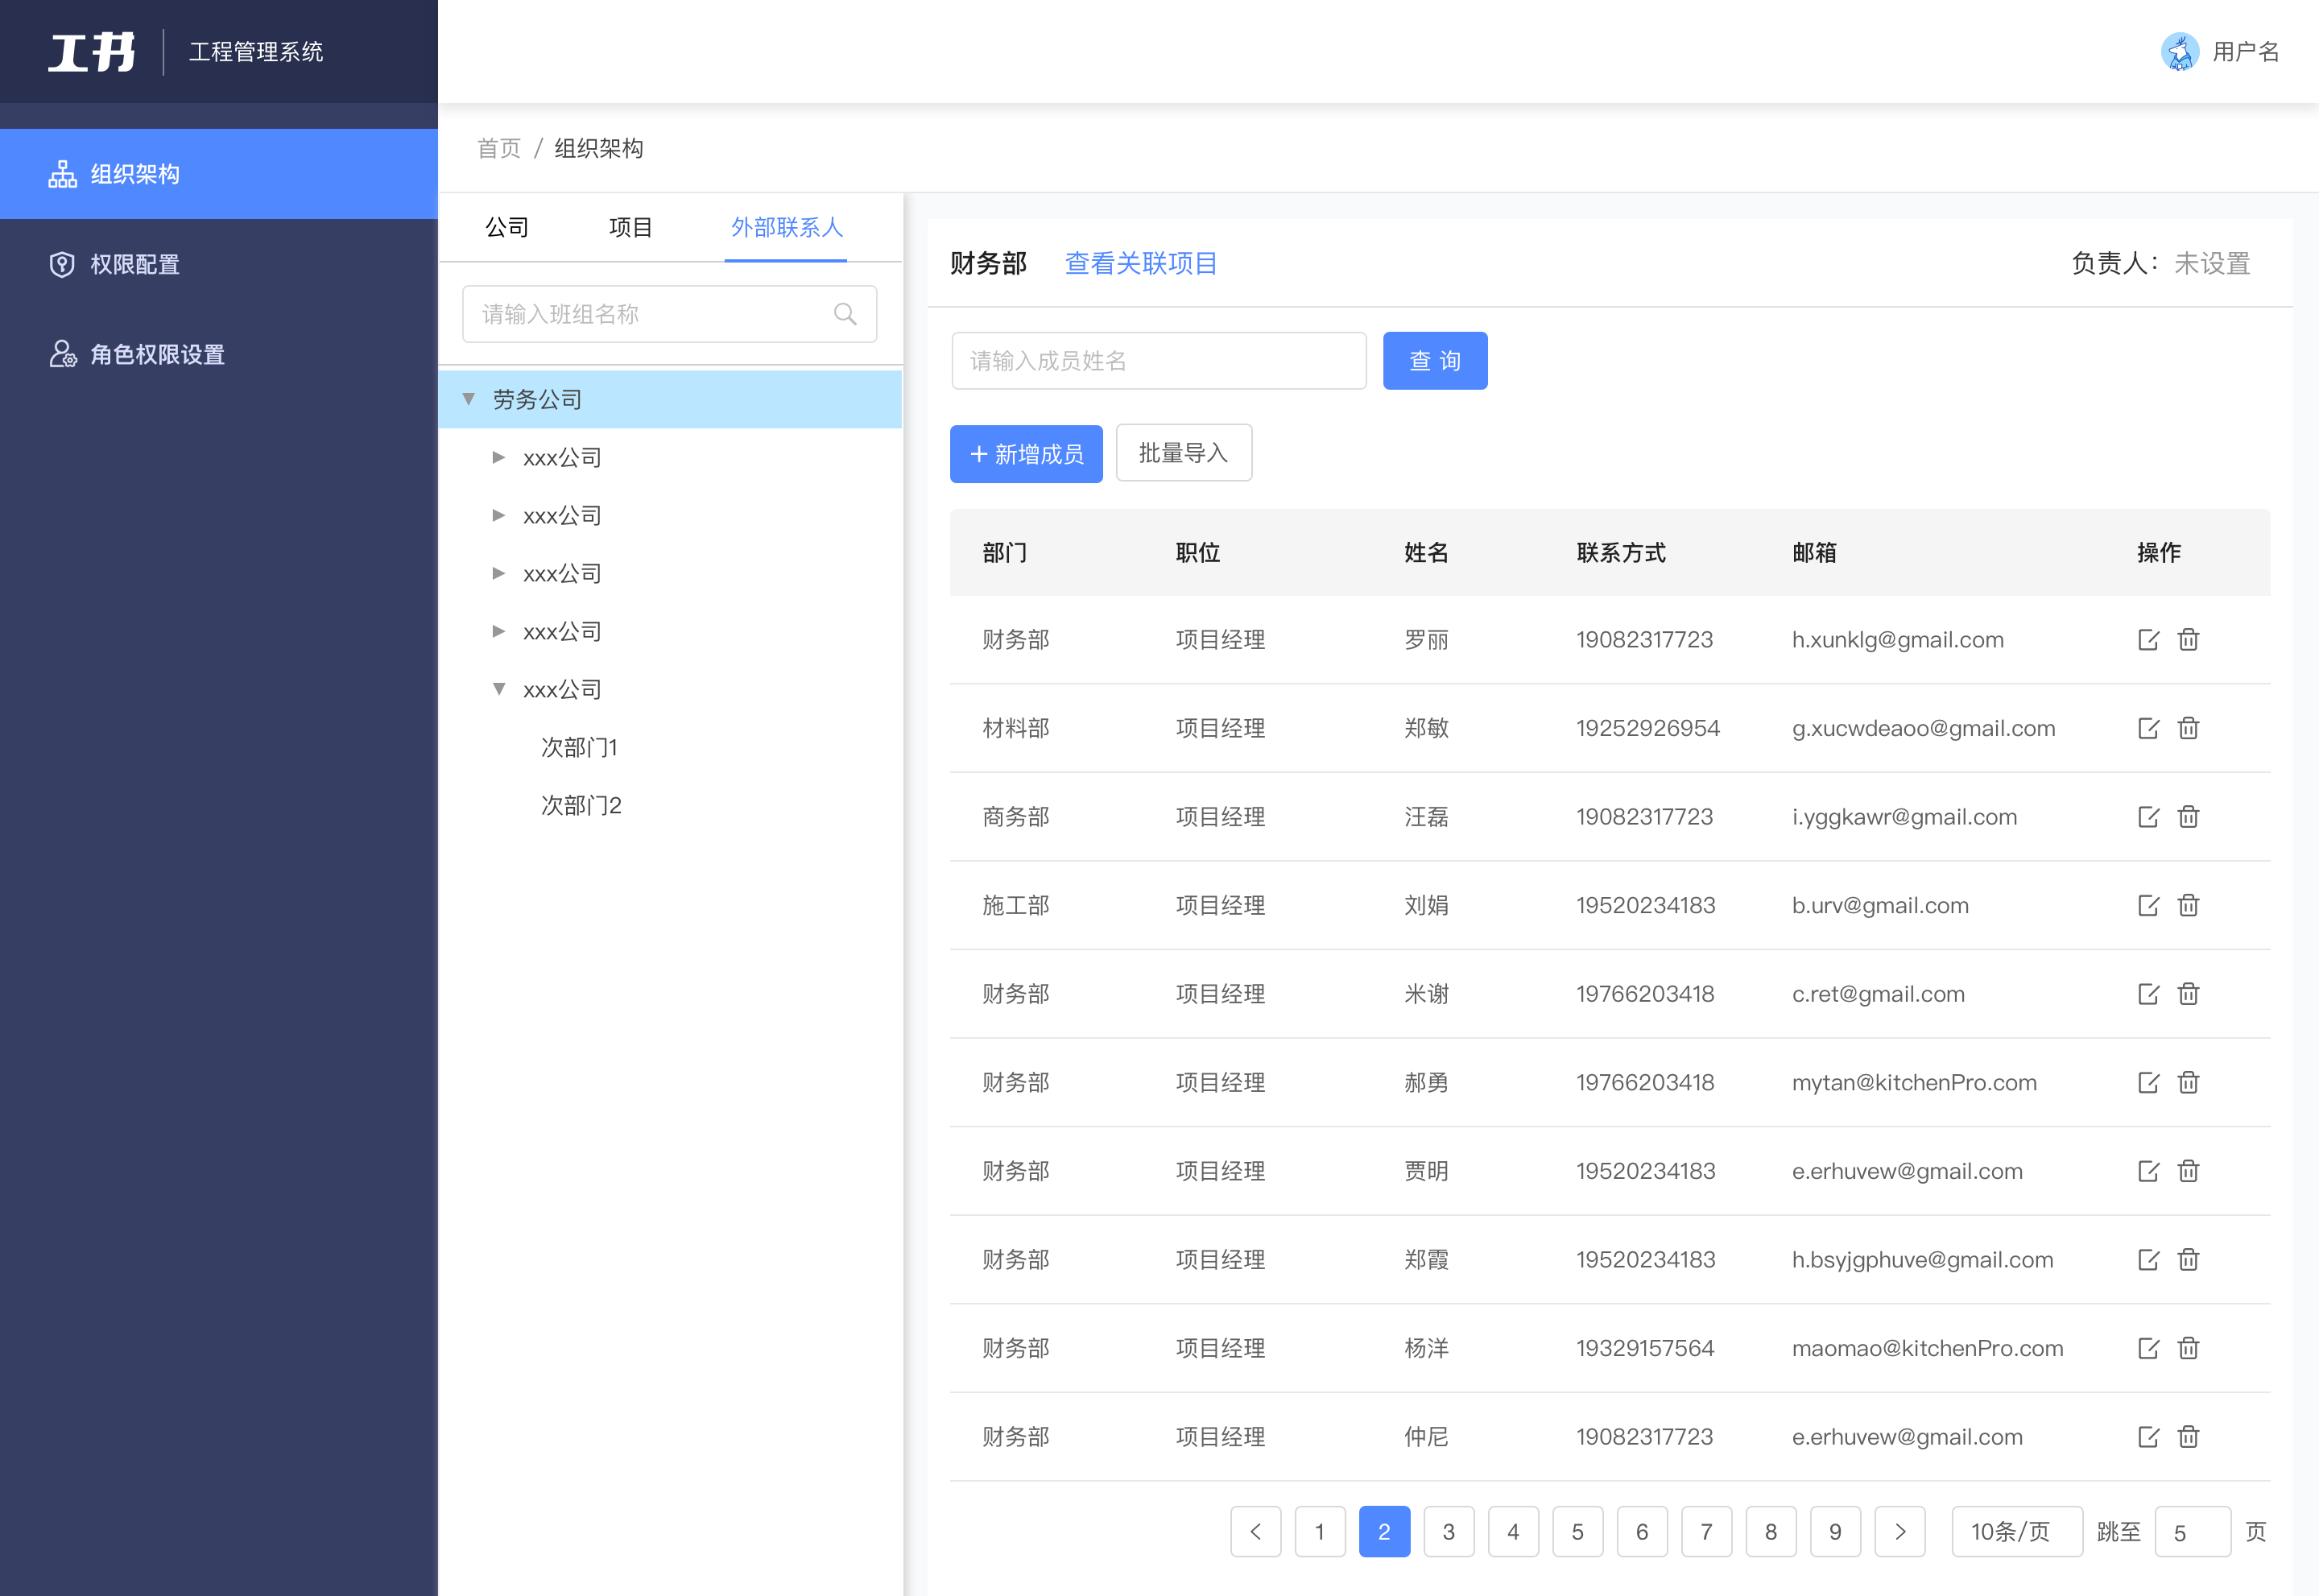 工书 工程管理系统
用户名
组织架构
权限配置
角色权限设置
首页 / 组织架构
公司 项目 外部联系人
请输入班组名称
劳务公司
xxx公司
xxx公司
xxx公司
xxx公司
xxx公司
次部门1
次部门2
财务部 查看关联项目 负责人：未设置
请输入成员姓名 查 询
+ 新增成员 批量导入
部门 职位 姓名 联系方式 邮箱 操作
财务部 项目经理 罗丽 19082317723 h.xunklg@gmail.com
材料部 项目经理 郑敏 19252926954 g.xucwdeaoo@gmail.com
商务部 项目经理 汪磊 19082317723 i.yggkawr@gmail.com
施工部 项目经理 刘娟 19520234183 b.urv@gmail.com
财务部 项目经理 米谢 19766203418 c.ret@gmail.com
财务部 项目经理 郝勇 19766203418 mytan@kitchenPro.com
财务部 项目经理 贾明 19520234183 e.erhuvew@gmail.com
财务部 项目经理 郑霞 19520234183 h.bsyjgphuve@gmail.com
财务部 项目经理 杨洋 19329157564 maomao@kitchenPro.com
财务部 项目经理 仲尼 19082317723 e.erhuvew@gmail.com
< 1 2 3 4 5 6 7 8 9 > 10条/页 跳至 5 页